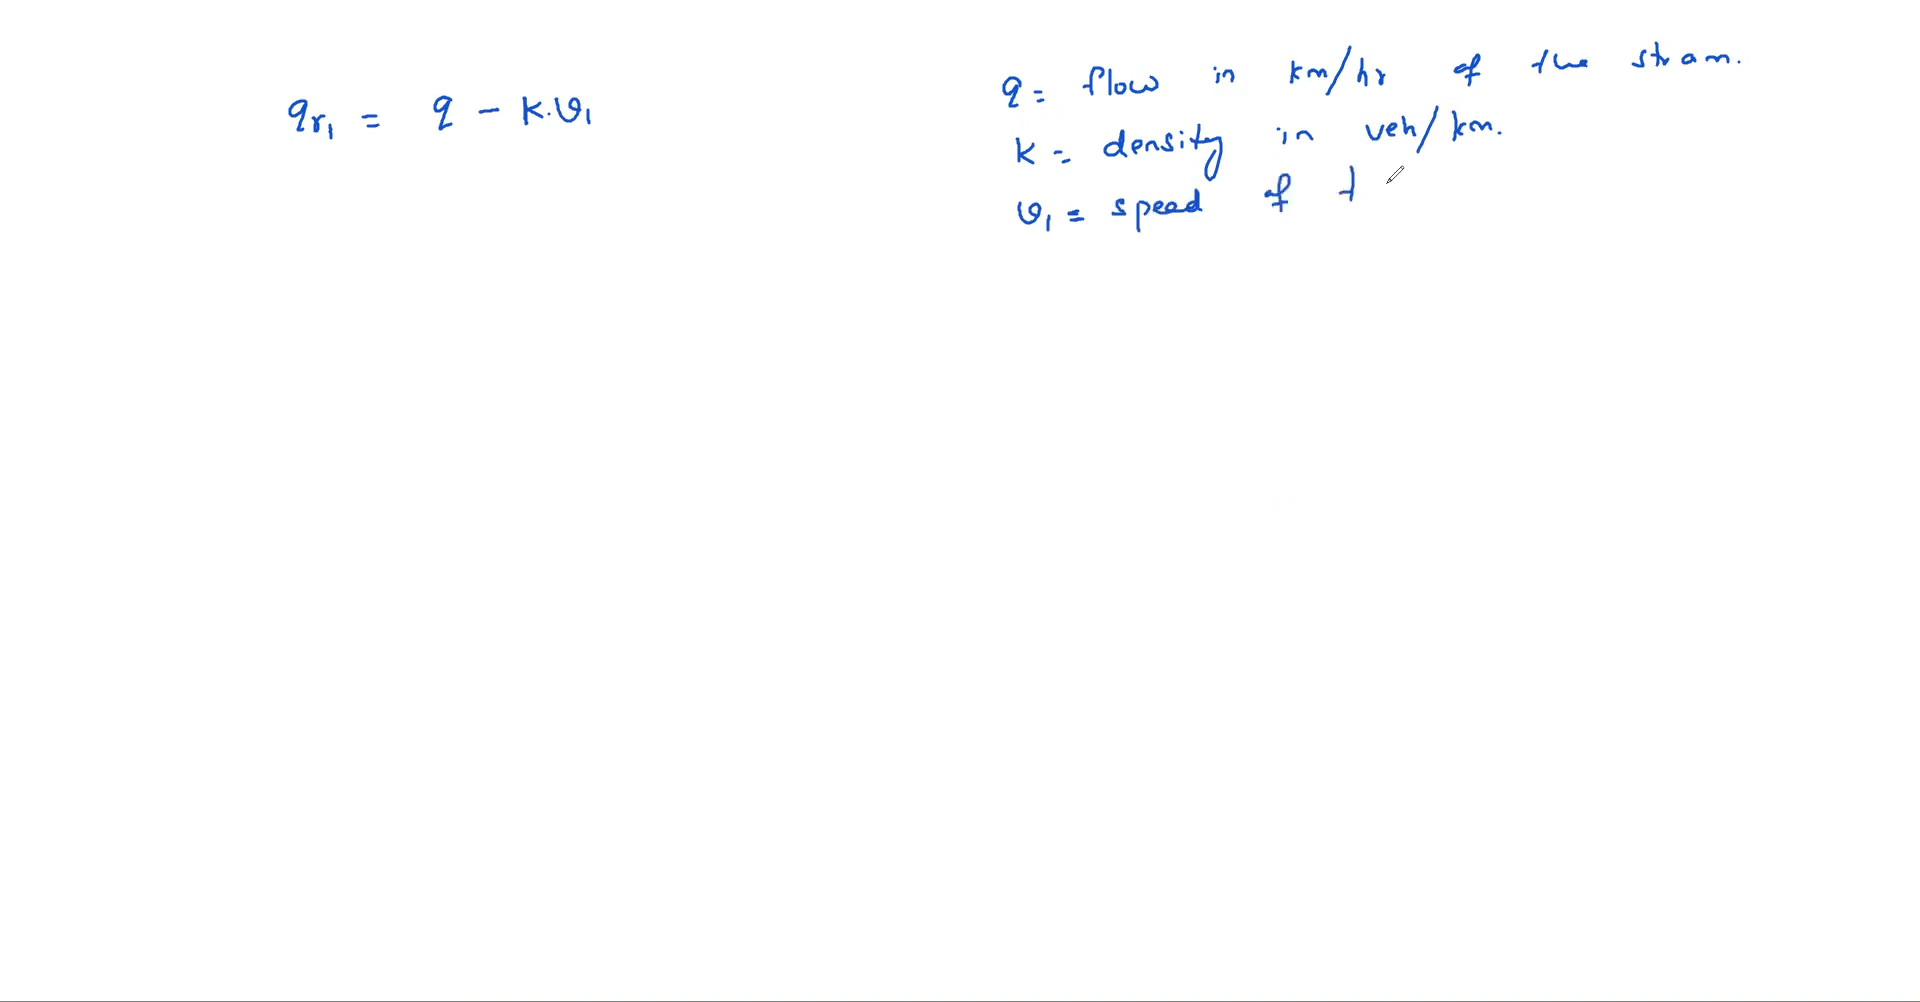 qr₁ = q - k.v₁
q = flow in km/hr of the stram.
k = density in veh/km.
v₁ = speed of t